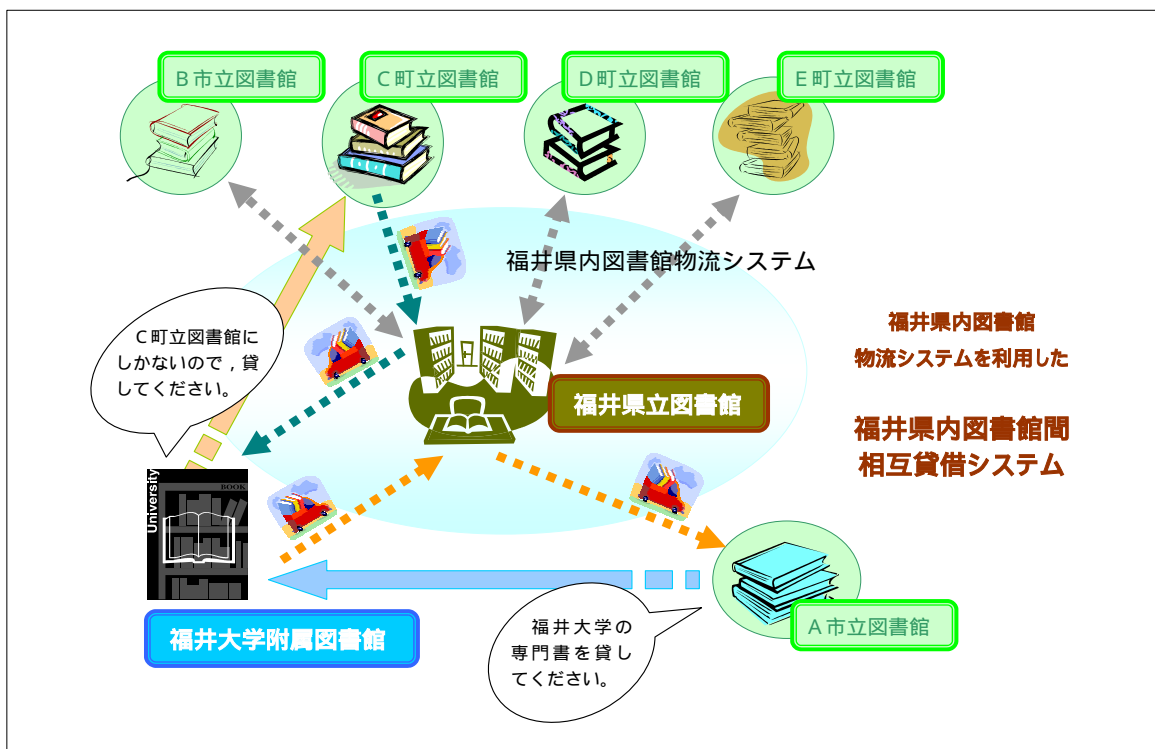 B市立図書館
C町立図書館
D町立図書館
E町立図書館
福井県内図書館物流システム
C町立図書館に
しかないので，貸
してください。
福井県立図書館
福井県内図書館
物流システムを利用した
福井県内図書館間
相互貸借システム
University
BOOK
福井大学附属図書館
福井大学の
専門書を貸し
てください。
A市立図書館